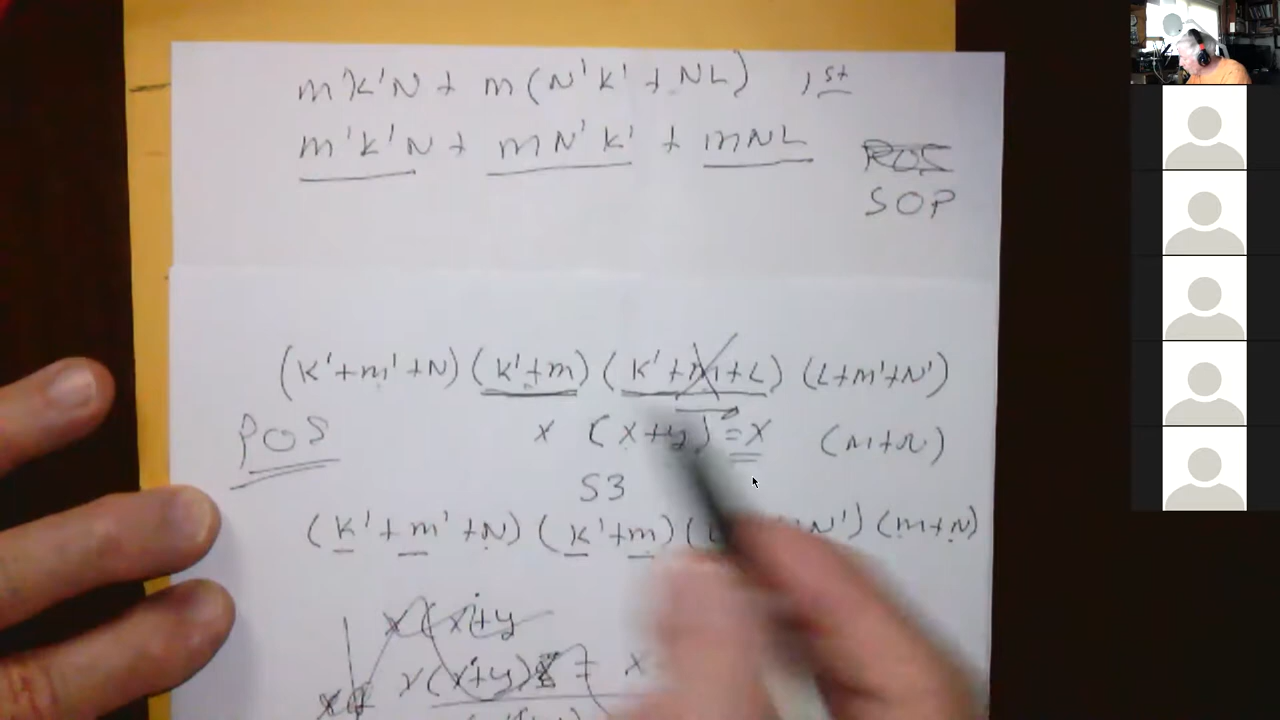 m'k'N + m(N'k' + NL) 1st
m'k'N + mN'k' + mNL
POS
SOP
(k'+m'+N)(k'+m)(k'+m+L)(L+m'+N')
POS
x (x+y) = x (m+N)
S3
(k'+m'+N)(k'+m)( +N')(m+N)
x(x+y
x(x+y) = x